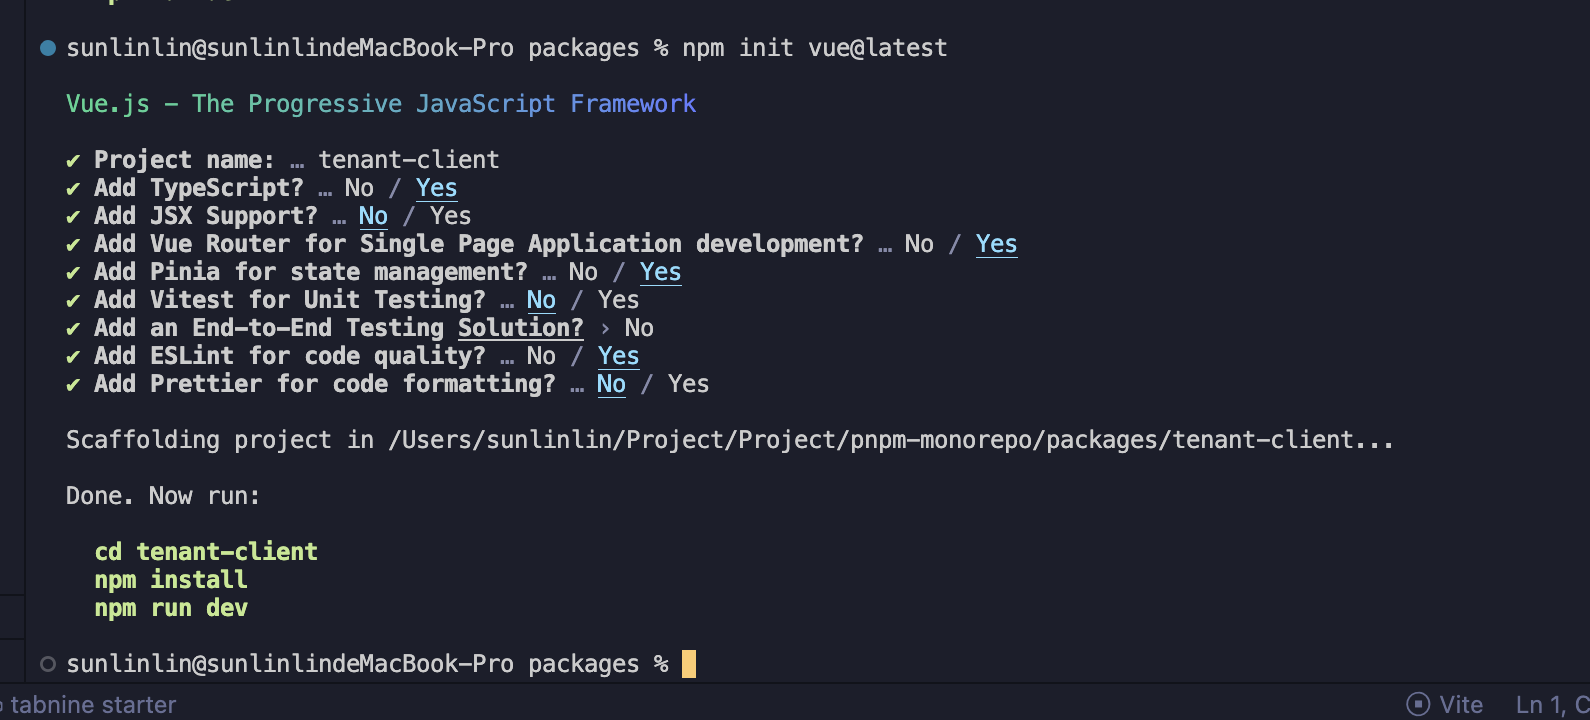 sunlinlin@sunlinlindeMacBook-Pro packages % npm init vue@latest
Vue.js - The Progressive JavaScript Framework
✔ Project name: … tenant-client
✔ Add TypeScript? … No / Yes
✔ Add JSX Support? … No / Yes
✔ Add Vue Router for Single Page Application development? … No / Yes
✔ Add Pinia for state management? … No / Yes
✔ Add Vitest for Unit Testing? … No / Yes
✔ Add an End-to-End Testing Solution? › No
✔ Add ESLint for code quality? … No / Yes
✔ Add Prettier for code formatting? … No / Yes
Scaffolding project in /Users/sunlinlin/Project/Project/pnpm-monorepo/packages/tenant-client...
Done. Now run:
cd tenant-client
npm install
npm run dev
sunlinlin@sunlinlindeMacBook-Pro packages %
tabnine starter
Vite
Ln 1, C